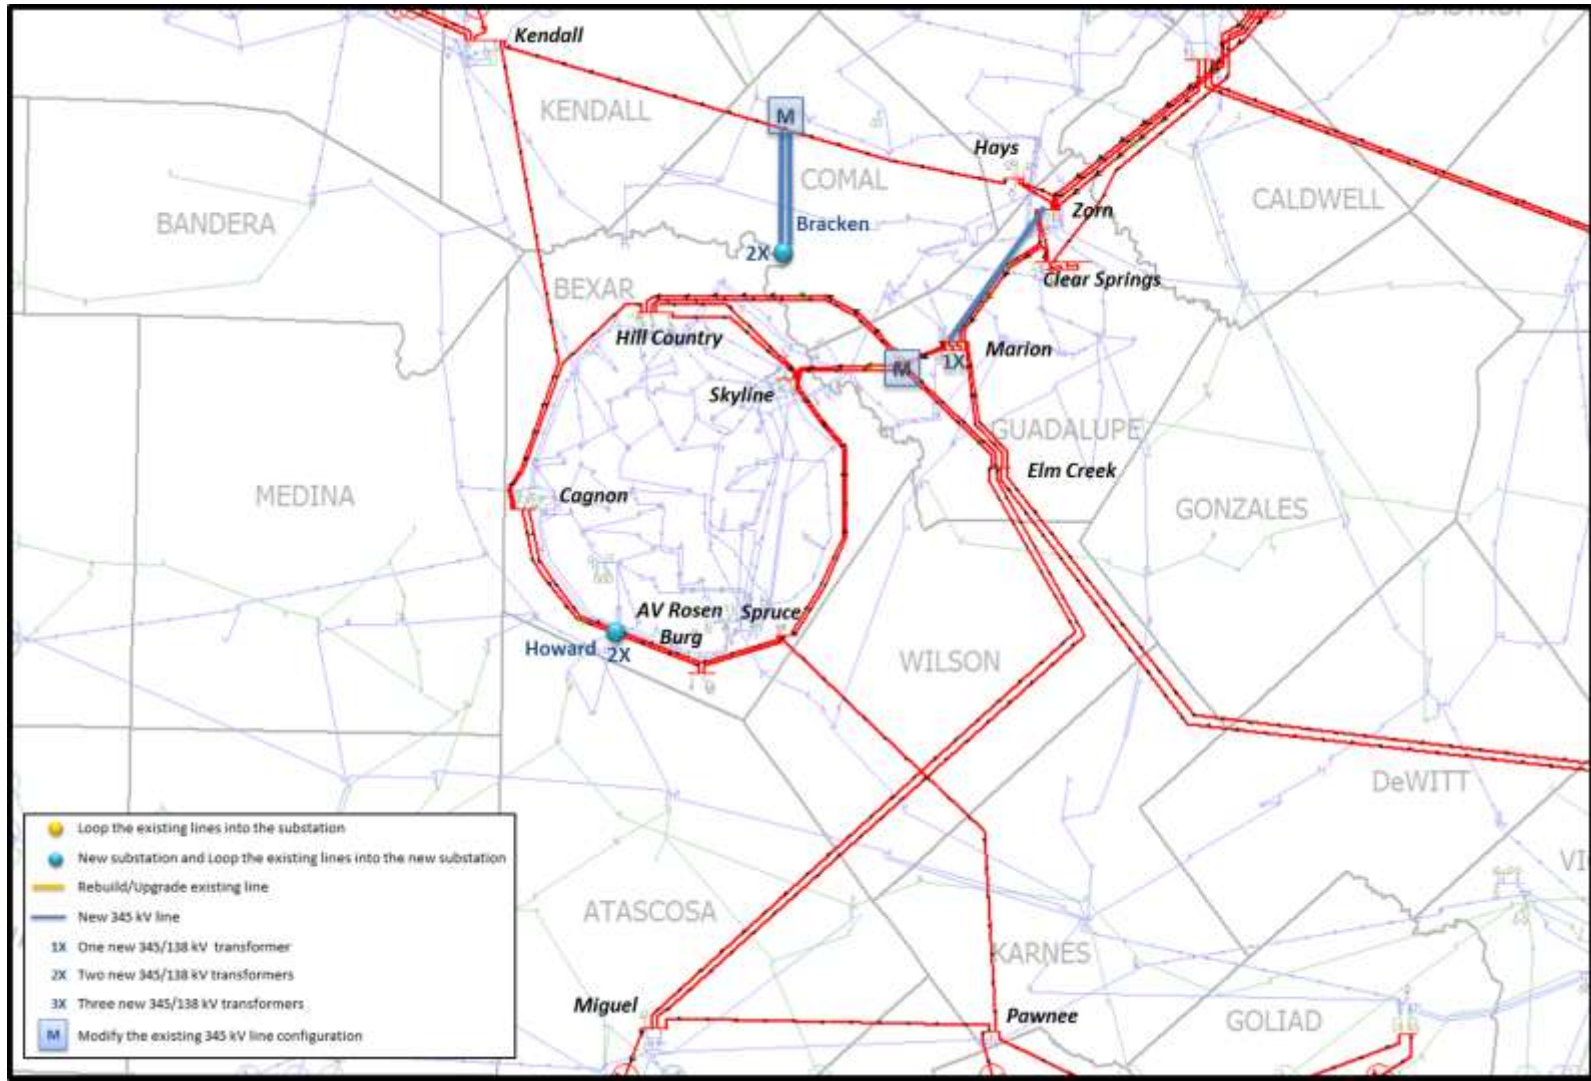 Kendall
KENDALL
M
Hays
COMAL
CALDWELL
BANDERA
Zorn
Bracken
2X
BEXAR
Clear Springs
Hill Country
Marion
M
1X
Skyline
GUADALUPE
Elm Creek
MEDINA
Cagnon
GONZALES
AV Rosen
Burg
Spruce
Howard
2X
WILSON
DeWITT
Loop the existing lines into the substation
New substation and Loop the existing lines into the new substation
Rebuild/Upgrade existing line
New 345 kV line
1X One new 345/138 kV transformer
2X Two new 345/138 kV transformers
3X Three new 345/138 kV transformers
M Modify the existing 345 kV line configuration
VI
ATASCOSA
KARNES
Miguel
Pawnee
GOLIAD